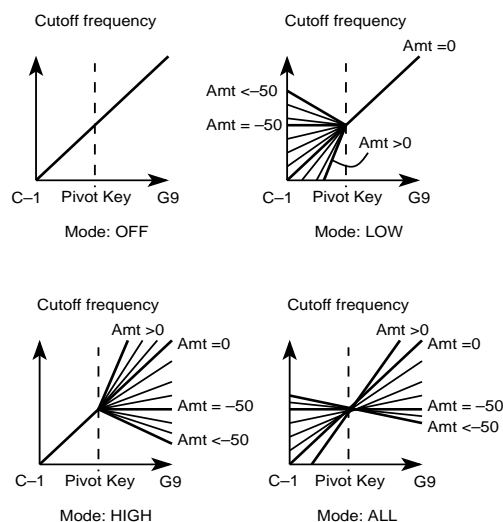 Cutoff frequency
C–1 Pivot Key G9
Mode: OFF
Cutoff frequency
Amt =0
Amt <–50
Amt = –50
Amt >0
C–1 Pivot Key G9
Mode: LOW
Cutoff frequency
Amt >0
Amt =0
Amt = –50
Amt <–50
C–1 Pivot Key G9
Mode: HIGH
Cutoff frequency
Amt >0
Amt =0
Amt = –50
Amt <–50
C–1 Pivot Key G9
Mode: ALL